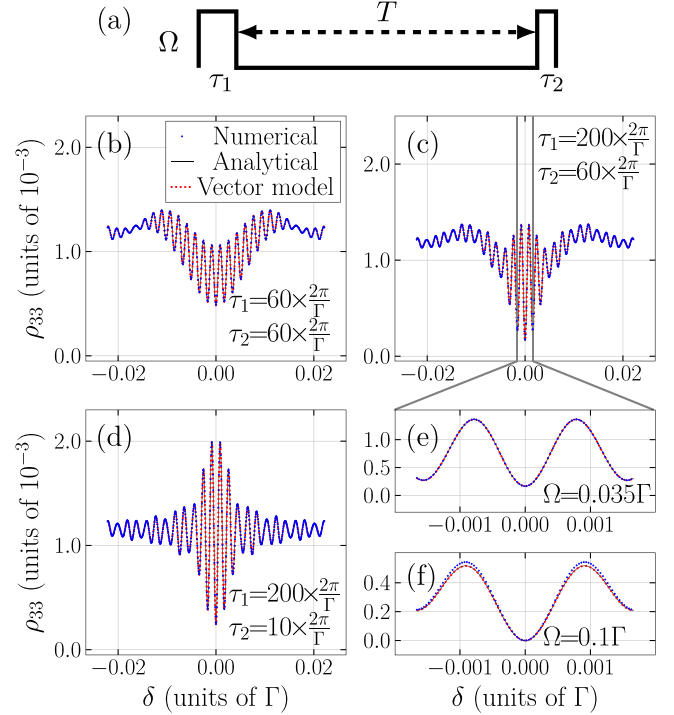 (a)
Ω
T
τ1
τ2
(b)
Numerical
Analytical
Vector model
τ1=60×2π/Γ
τ2=60×2π/Γ
2.0
1.0
0.0
−0.02
0.00
0.02
ρ33 (units of 10−3)
(c)
τ1=200×2π/Γ
τ2=60×2π/Γ
2.0
1.0
0.0
−0.02
0.00
0.02
(d)
τ1=200×2π/Γ
τ2=10×2π/Γ
2.0
1.0
0.0
−0.02
0.00
0.02
ρ33 (units of 10−3)
δ (units of Γ)
(e)
Ω=0.035Γ
1.0
0.5
0.0
−0.001
0.000
0.001
(f)
Ω=0.1Γ
0.4
0.2
0.0
−0.001
0.000
0.001
δ (units of Γ)